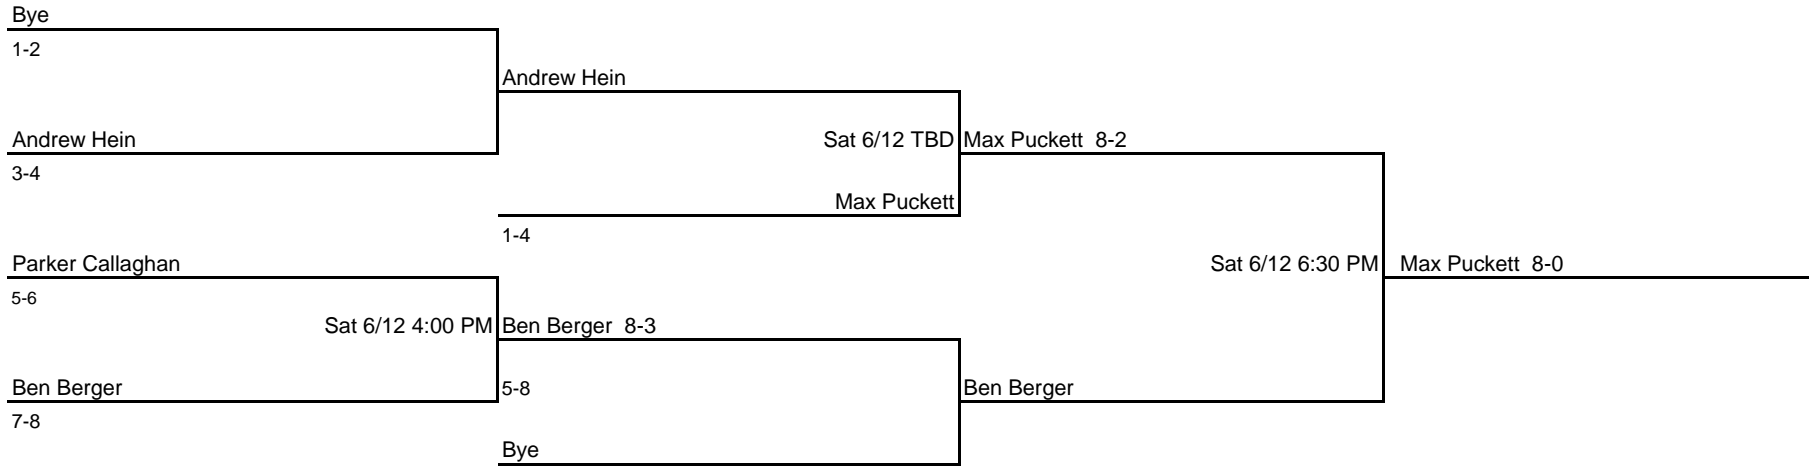 Bye
1-2
Andrew Hein
Andrew Hein
Sat 6/12 TBD
Max Puckett 8-2
3-4
Max Puckett
1-4
Parker Callaghan
Sat 6/12 6:30 PM
Max Puckett 8-0
5-6
Sat 6/12 4:00 PM
Ben Berger 8-3
Ben Berger
5-8
Ben Berger
7-8
Bye